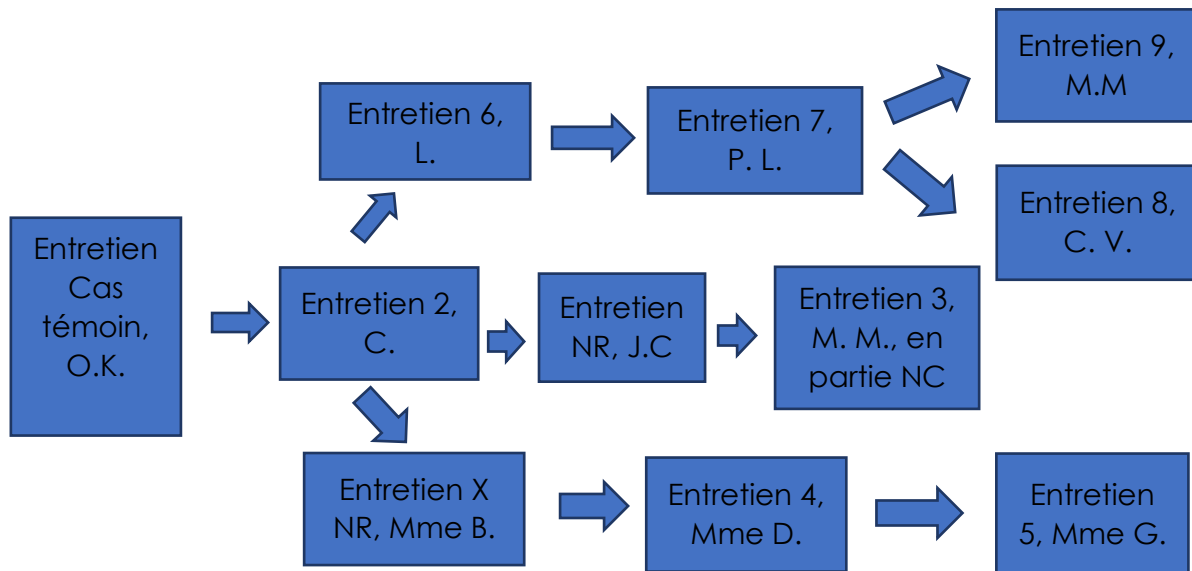 Entretien 9,
M.M
Entretien 6,
L.
Entretien 7,
P. L.
Entretien 8,
C. V.
Entretien
Cas
témoin,
O.K.
Entretien 2,
C.
Entretien
NR, J.C
Entretien 3,
M. M., en
partie NC
Entretien X
NR, Mme B.
Entretien 4,
Mme D.
Entretien
5, Mme G.